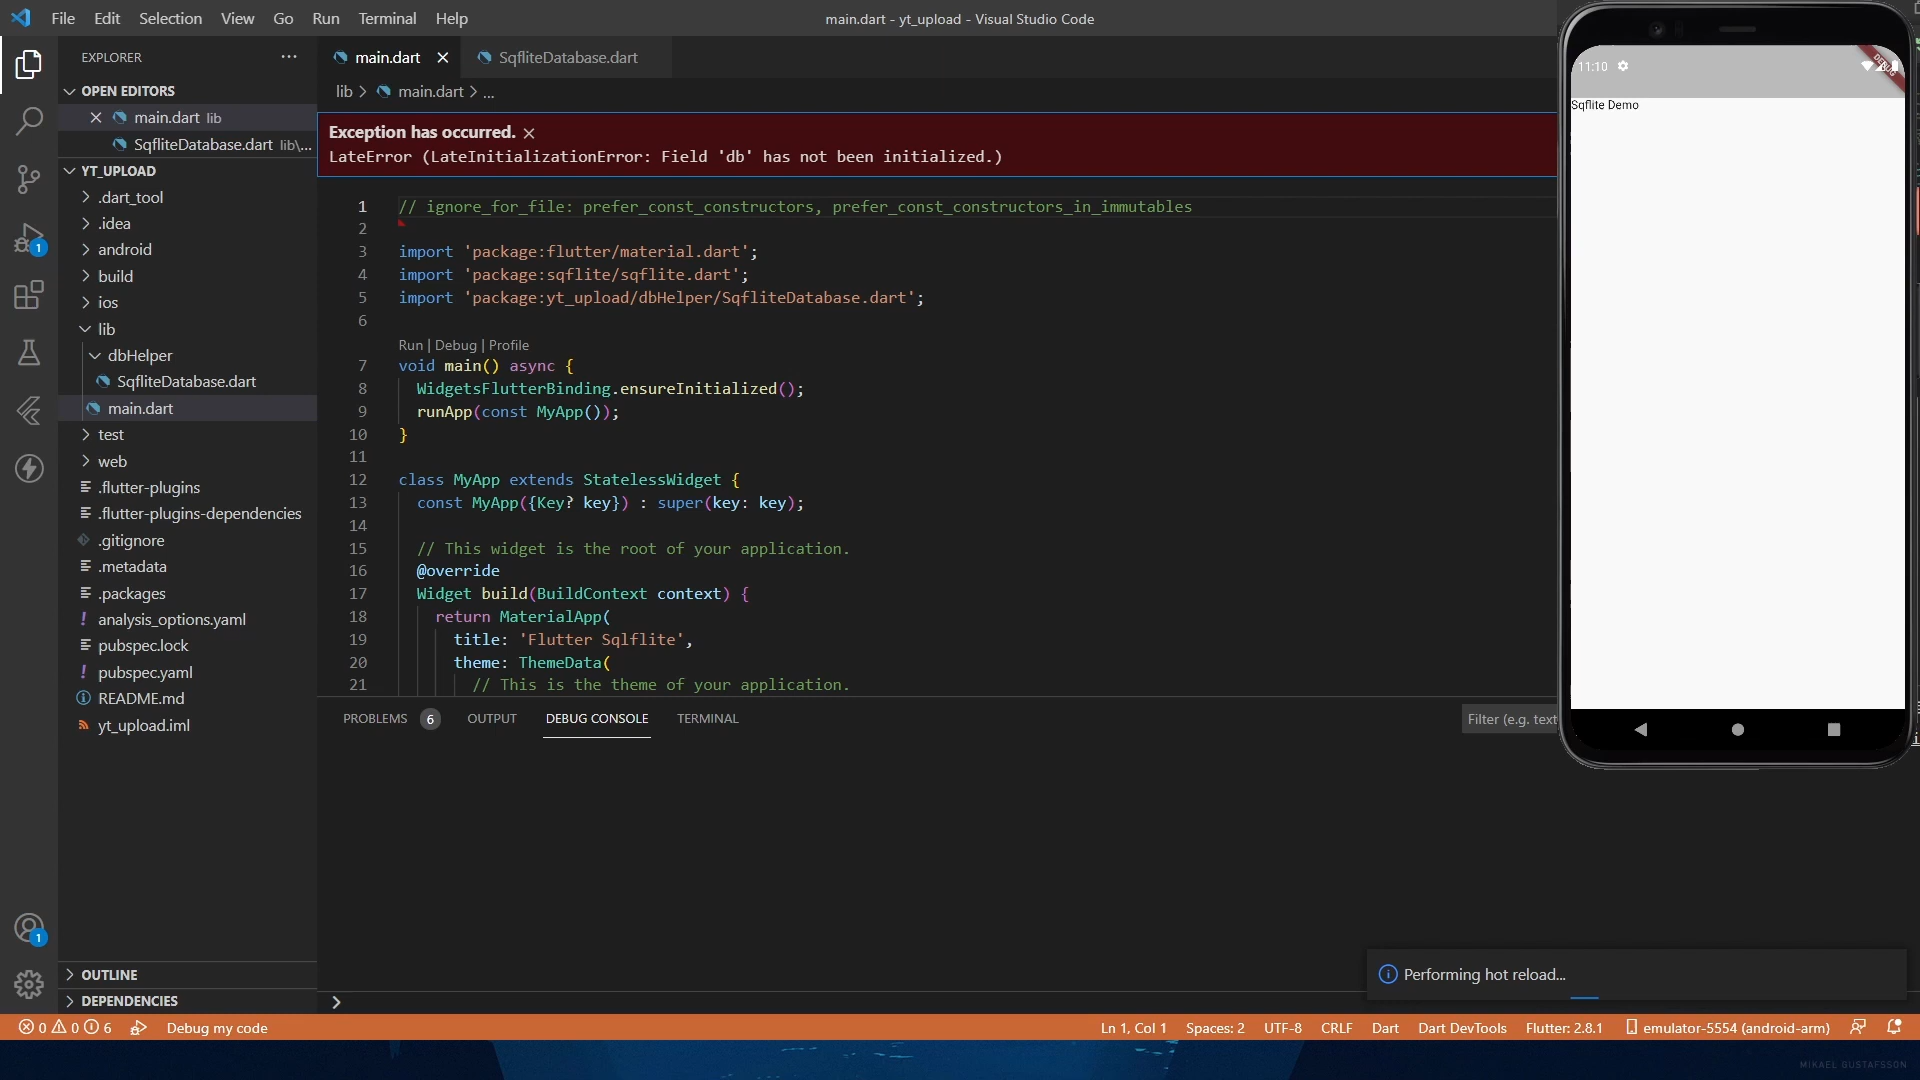 File Edit Selection View Go Run Terminal Help
main.dart - yt_upload - Visual Studio Code
EXPLORER
OPEN EDITORS
main.dart lib
SqfliteDatabase.dart lib\...
YT_UPLOAD
.dart_tool
.idea
android
build
ios
lib
dbHelper
SqfliteDatabase.dart
main.dart
test
web
.flutter-plugins
.flutter-plugins-dependencies
.gitignore
.metadata
.packages
analysis_options.yaml
pubspec.lock
pubspec.yaml
README.md
yt_upload.iml
OUTLINE
DEPENDENCIES
1
1
main.dart
SqfliteDatabase.dart
lib > main.dart > ...
Exception has occurred.
LateError (LateInitializationError: Field 'db' has not been initialized.)
1 // ignore_for_file: prefer_const_constructors, prefer_const_constructors_in_immutables
2
3 import 'package:flutter/material.dart';
4 import 'package:sqflite/sqflite.dart';
5 import 'package:yt_upload/dbHelper/SqfliteDatabase.dart';
6
Run | Debug | Profile
7 void main() async {
8 WidgetsFlutterBinding.ensureInitialized();
9 runApp(const MyApp());
10 }
11
12 class MyApp extends StatelessWidget {
13 const MyApp({Key? key}) : super(key: key);
14
15 // This widget is the root of your application.
16 @override
17 Widget build(BuildContext context) {
18 return MaterialApp(
19 title: 'Flutter Sqlflite',
20 theme: ThemeData(
21 // This is the theme of your application.
PROBLEMS 6 OUTPUT DEBUG CONSOLE TERMINAL
Filter (e.g. text
11:10
DEBUG
Sqflite Demo
Performing hot reload...
0 0 6 Debug my code
Ln 1, Col 1 Spaces: 2 UTF-8 CRLF Dart Dart DevTools Flutter: 2.8.1 emulator-5554 (android-arm)
MIKAEL GUSTAFSSON